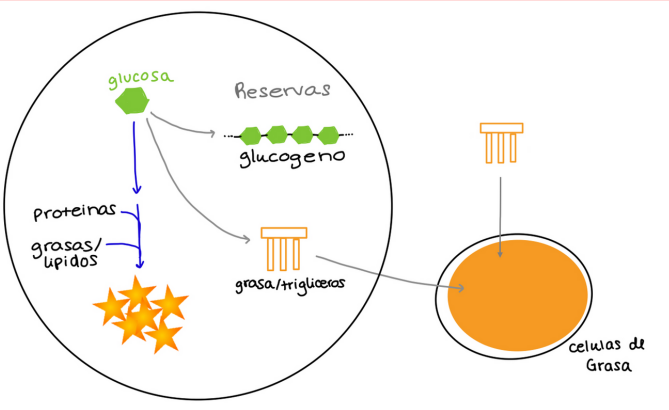 glucosa
Reservas
glucogeno
proteinas
grasas/
lipidos
grasa/trigliceros
celulas de
Grasa